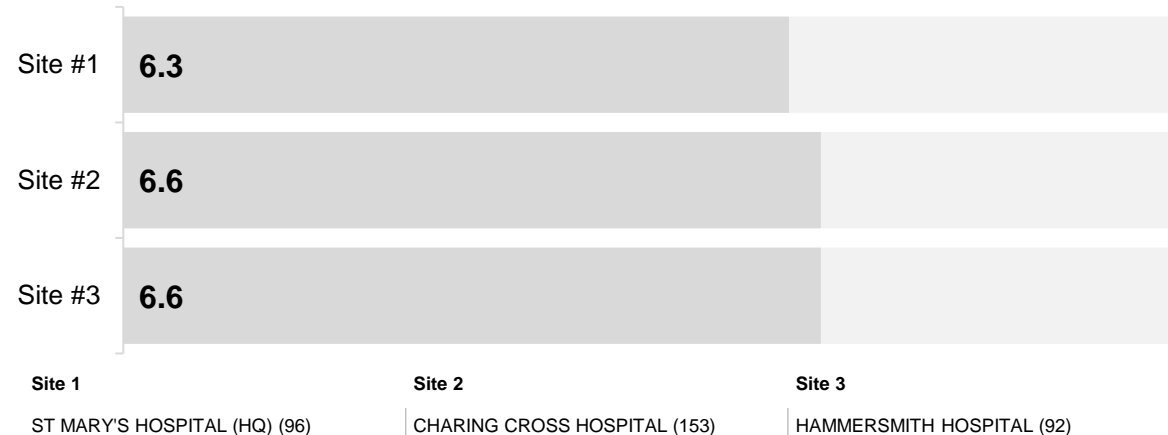 Site #1 6.3
Site #2 6.6
Site #3 6.6
Site 1 Site 2 Site 3
ST MARY'S HOSPITAL (HQ) (96) CHARING CROSS HOSPITAL (153) HAMMERSMITH HOSPITAL (92)